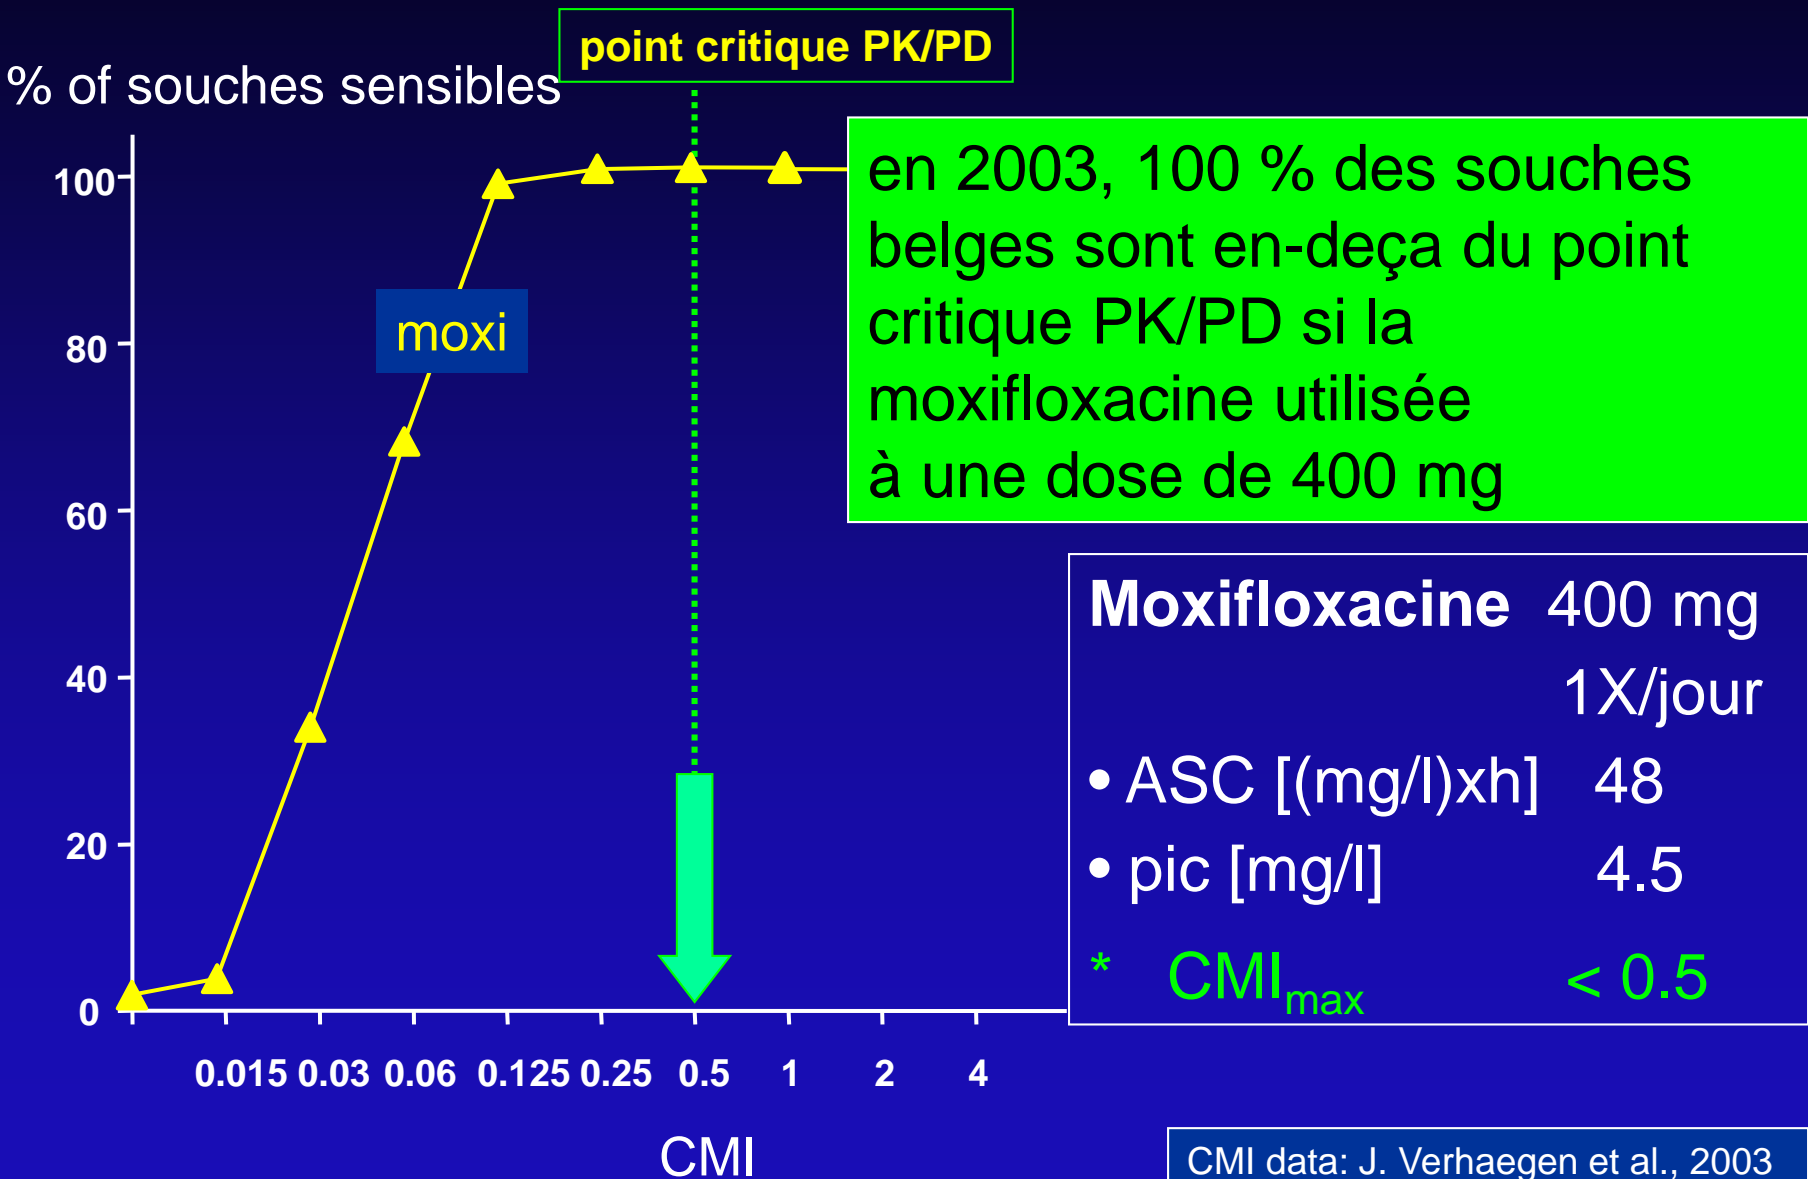 point critique PK/PD
% of souches sensibles
100
80
60
40
20
0
moxi
en 2003, 100 % des souches
belges sont en-deça du point
critique PK/PD si la
moxifloxacine utilisée
à une dose de 400 mg
Moxifloxacine 400 mg
1X/jour
• ASC [(mg/l)xh] 48
• pic [mg/l] 4.5
* CMImax < 0.5
0.015 0.03 0.06 0.125 0.25 0.5 1 2 4
CMI
CMI data: J. Verhaegen et al., 2003